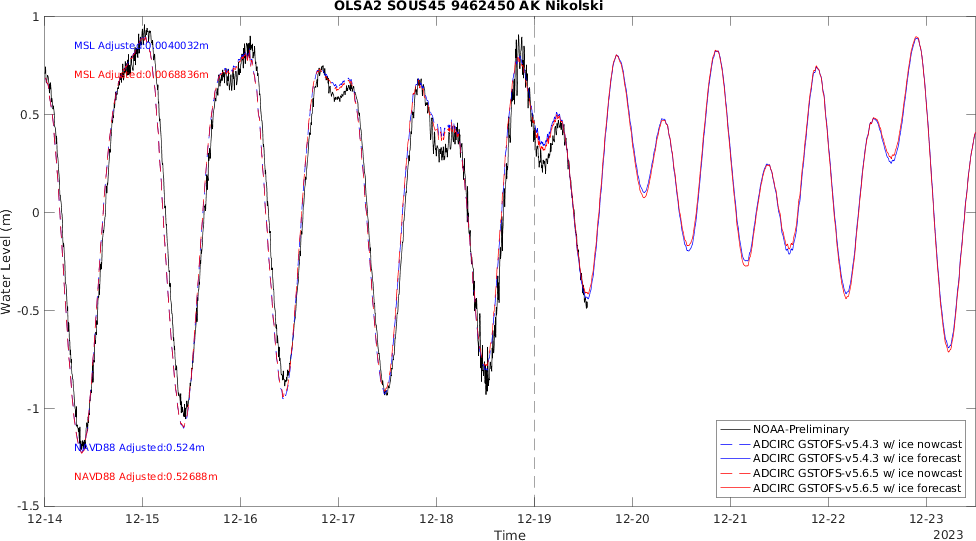 OLSA2 SOUS45 9462450 AK Nikolski
MSL Adjusted:0.0040032m
MSL Adjusted:0.0068836m
NAVD88 Adjusted:0.524m
NAVD88 Adjusted:0.52688m
Water Level (m)
1
0.5
0
-0.5
-1
-1.5
NOAA-Preliminary
ADCIRC GSTOFS-v5.4.3 w/ ice nowcast
ADCIRC GSTOFS-v5.4.3 w/ ice forecast
ADCIRC GSTOFS-v5.6.5 w/ ice nowcast
ADCIRC GSTOFS-v5.6.5 w/ ice forecast
12-14 12-15 12-16 12-17 12-18 12-19 12-20 12-21 12-22 12-23
Time
2023